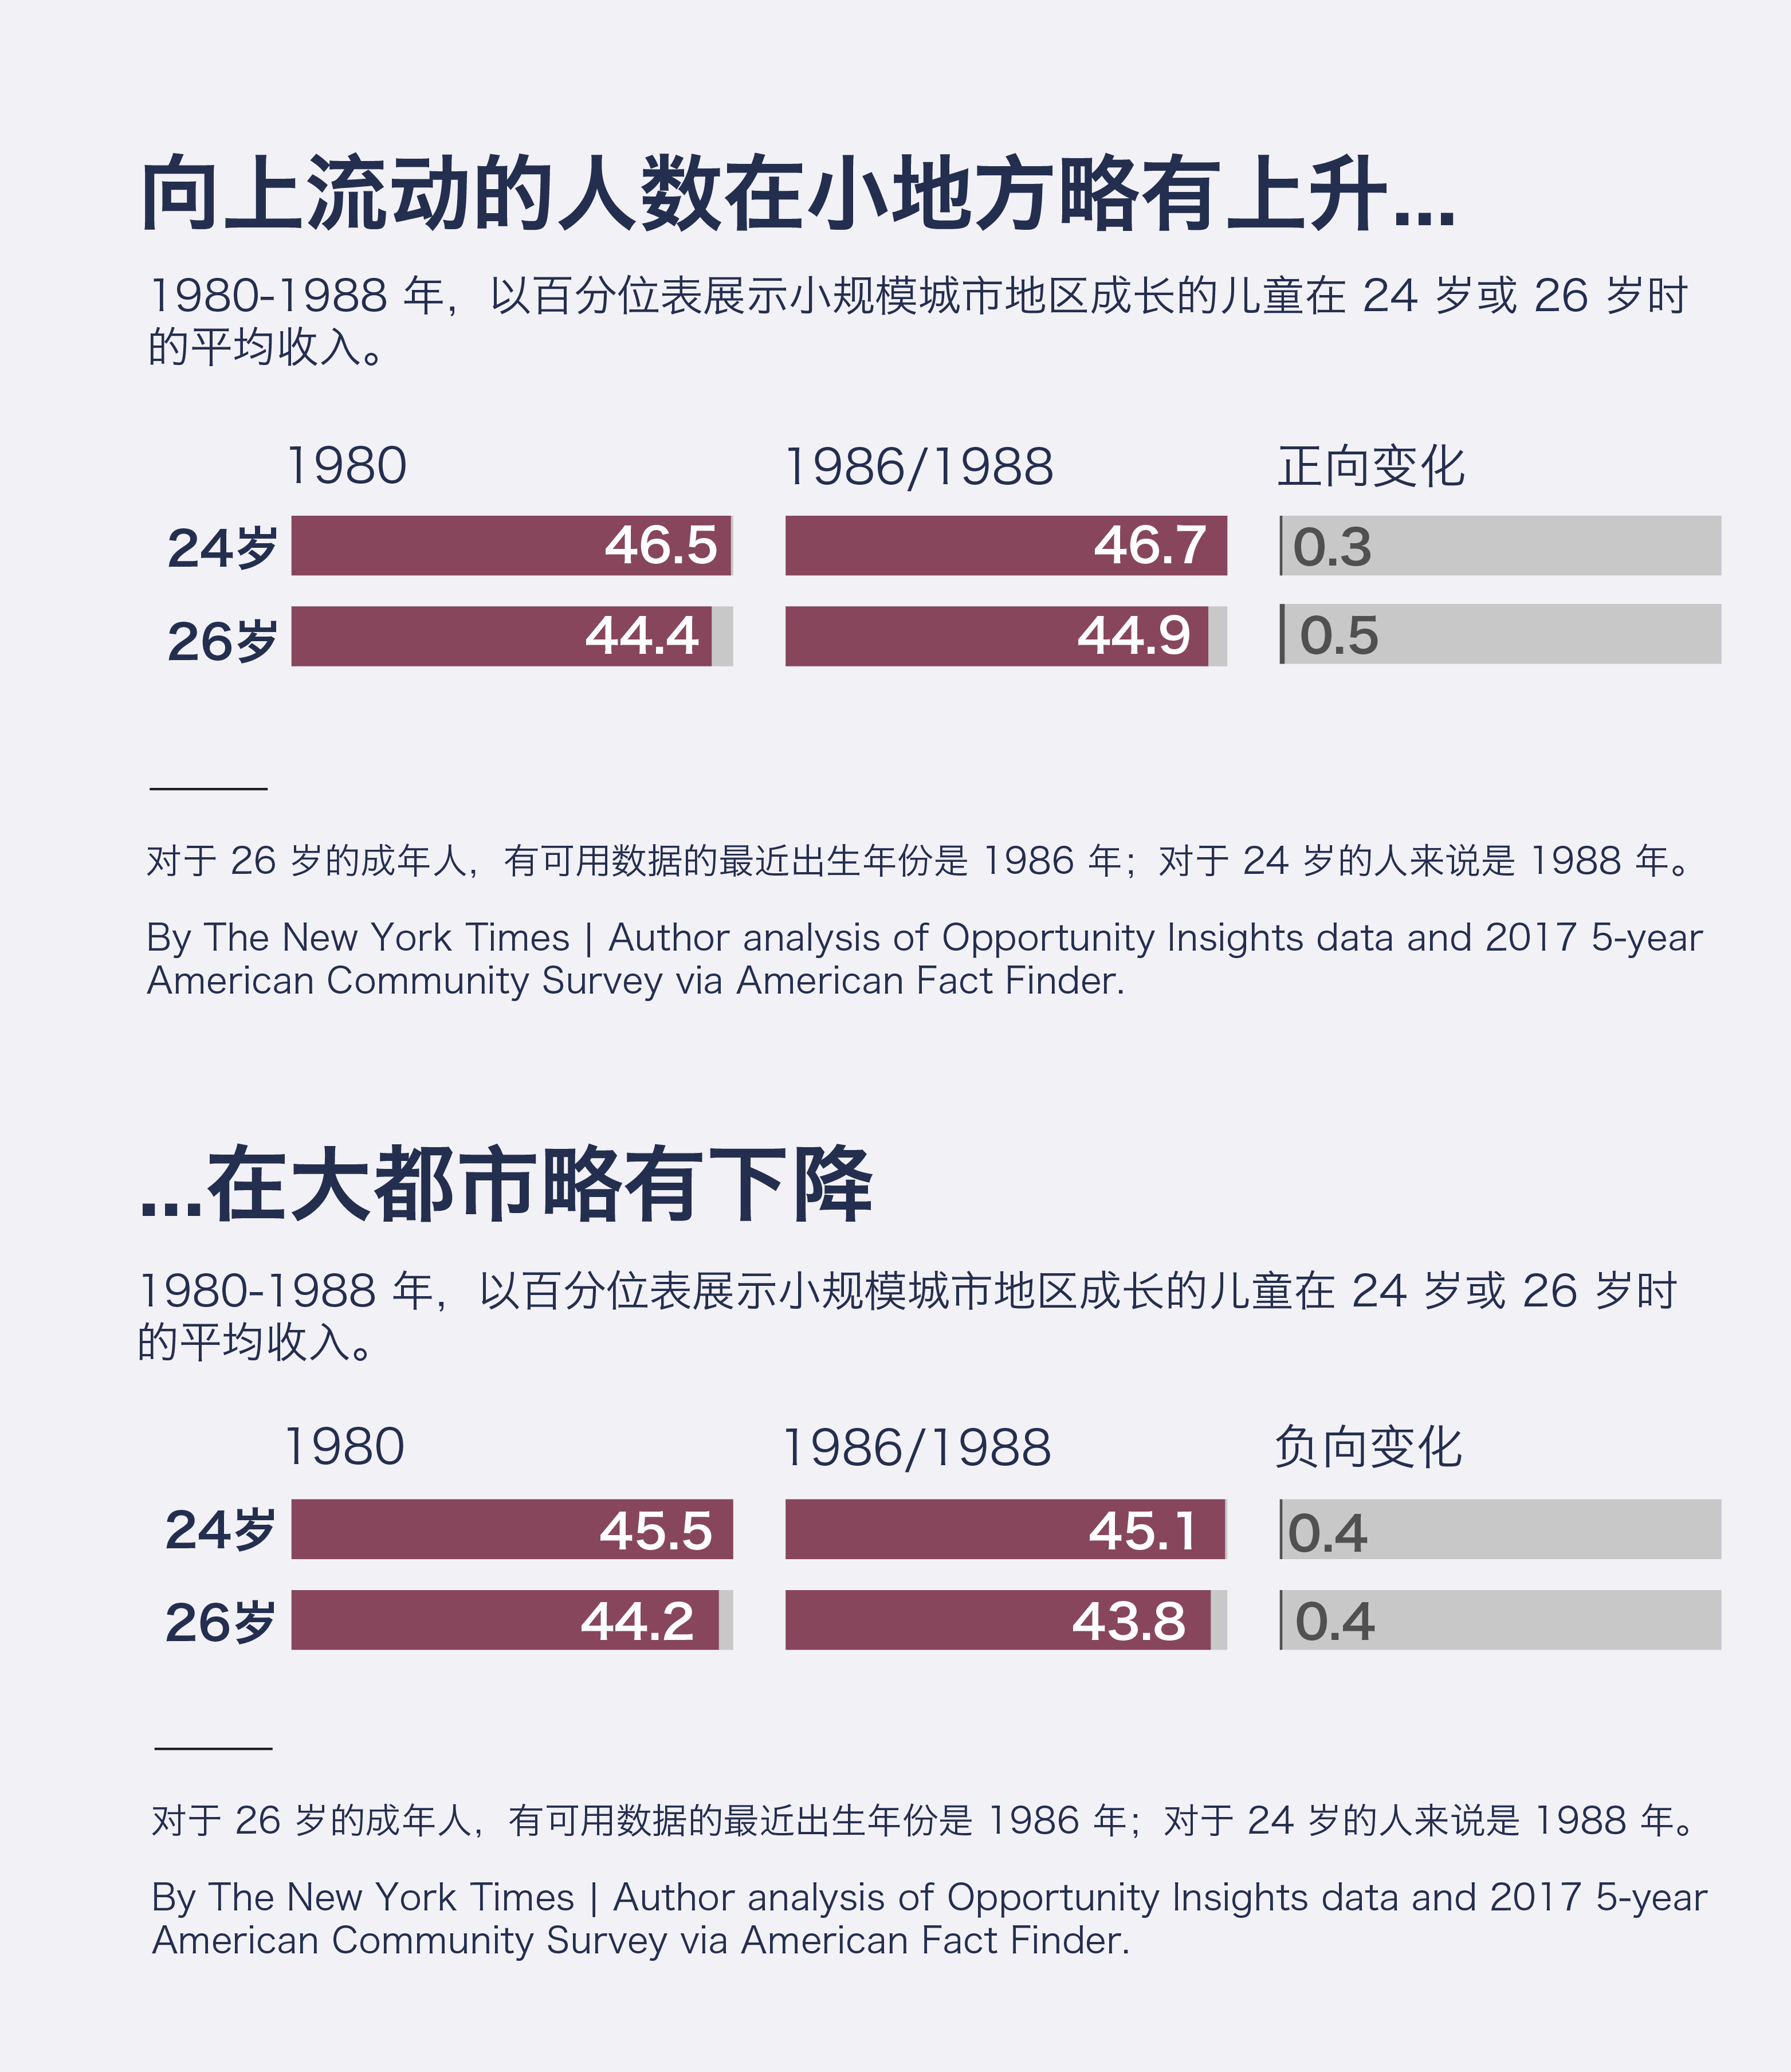 向上流动的人数在小地方略有上升...
1980-1988 年，以百分位表展示小规模城市地区成长的儿童在 24 岁或 26 岁时
的平均收入。
1980 1986/1988 正向变化
24岁 46.5 46.7 0.3
26岁 44.4 44.9 0.5
对于 26 岁的成年人，有可用数据的最近出生年份是 1986 年；对于 24 岁的人来说是 1988 年。
By The New York Times | Author analysis of Opportunity Insights data and 2017 5-year
American Community Survey via American Fact Finder.
...在大都市略有下降
1980-1988 年，以百分位表展示小规模城市地区成长的儿童在 24 岁或 26 岁时
的平均收入。
1980 1986/1988 负向变化
24岁 45.5 45.1 0.4
26岁 44.2 43.8 0.4
对于 26 岁的成年人，有可用数据的最近出生年份是 1986 年；对于 24 岁的人来说是 1988 年。
By The New York Times | Author analysis of Opportunity Insights data and 2017 5-year
American Community Survey via American Fact Finder.